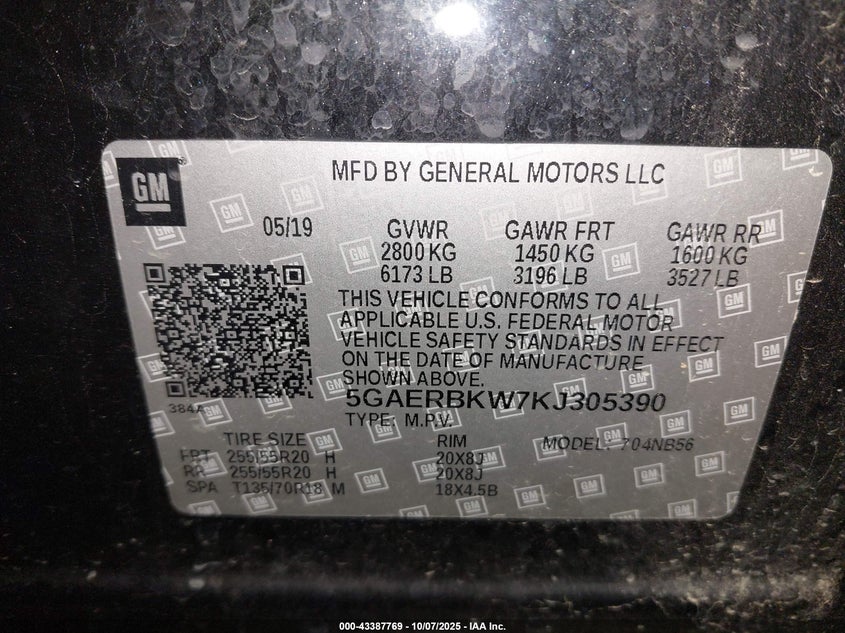 GM
MFD BY GENERAL MOTORS LLC
05/19 GVWR GAWR FRT GAWR RR
2800 KG 1450 KG 1600 KG
6173 LB 3196 LB 3527 LB
THIS VEHICLE CONFORMS TO ALL
APPLICABLE U.S. FEDERAL MOTOR
VEHICLE SAFETY STANDARDS IN EFFECT
ON THE DATE OF MANUFACTURE
SHOWN ABOVE.
384A
5GAERBKW7KJ305390
TYPE: M.P.V.
TIRE SIZE RIM MODEL: 704NB56
FRT 255/55R20 H 20X8J
RR 255/55R20 H 20X8J
SPA T135/70R18 M 18X4.5B
000-43387769 - 10/07/2025 - IAA Inc.